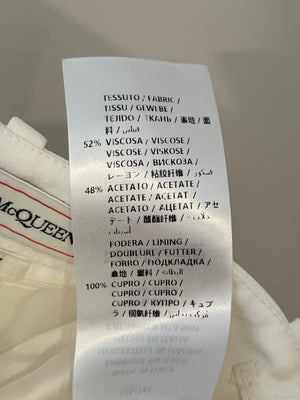 TESSUTO / FABRIC /
TISSU / GEWEBE /
TEJIDO / ТКАНЬ / 表地 / 面
料 / قماش
52% VISCOSA / VISCOSE /
VISCOSE / VISKOSE /
VISCOSA / ВИСКОЗА /
レーヨン / 粘胶纤维 / فسكوز
48% ACETATO / ACETATE /
ACETATE / ACETAT /
ACETATO / АЦЕТАТ / アセ
テート / 醋酯纤维 /
FODERA / LINING /
DOUBLURE / FUTTER /
FORRO / ПОДКЛАДКА /
裏地 / 里料 / البطانة
100% CUPRO / CUPRO /
CUPRO / CUPRO /
CUPRO / КУПРО / キュプ
ラ / 铜氨纤维 /
McQUEEN